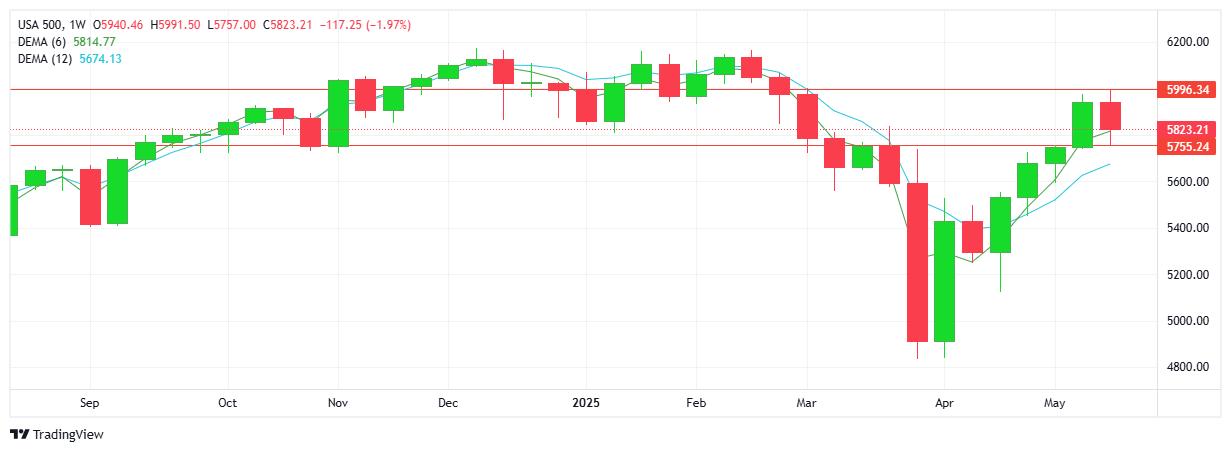 USA 500, 1W O5940.46 H5991.50 L5757.00 C5823.21 −117.25 (−1.97%)
DEMA (6) 5814.77
DEMA (12) 5674.13
6200.00
5996.34
5823.21
5755.24
5600.00
5400.00
5200.00
5000.00
4800.00
Sep Oct Nov Dec 2025 Feb Mar Apr May
TradingView